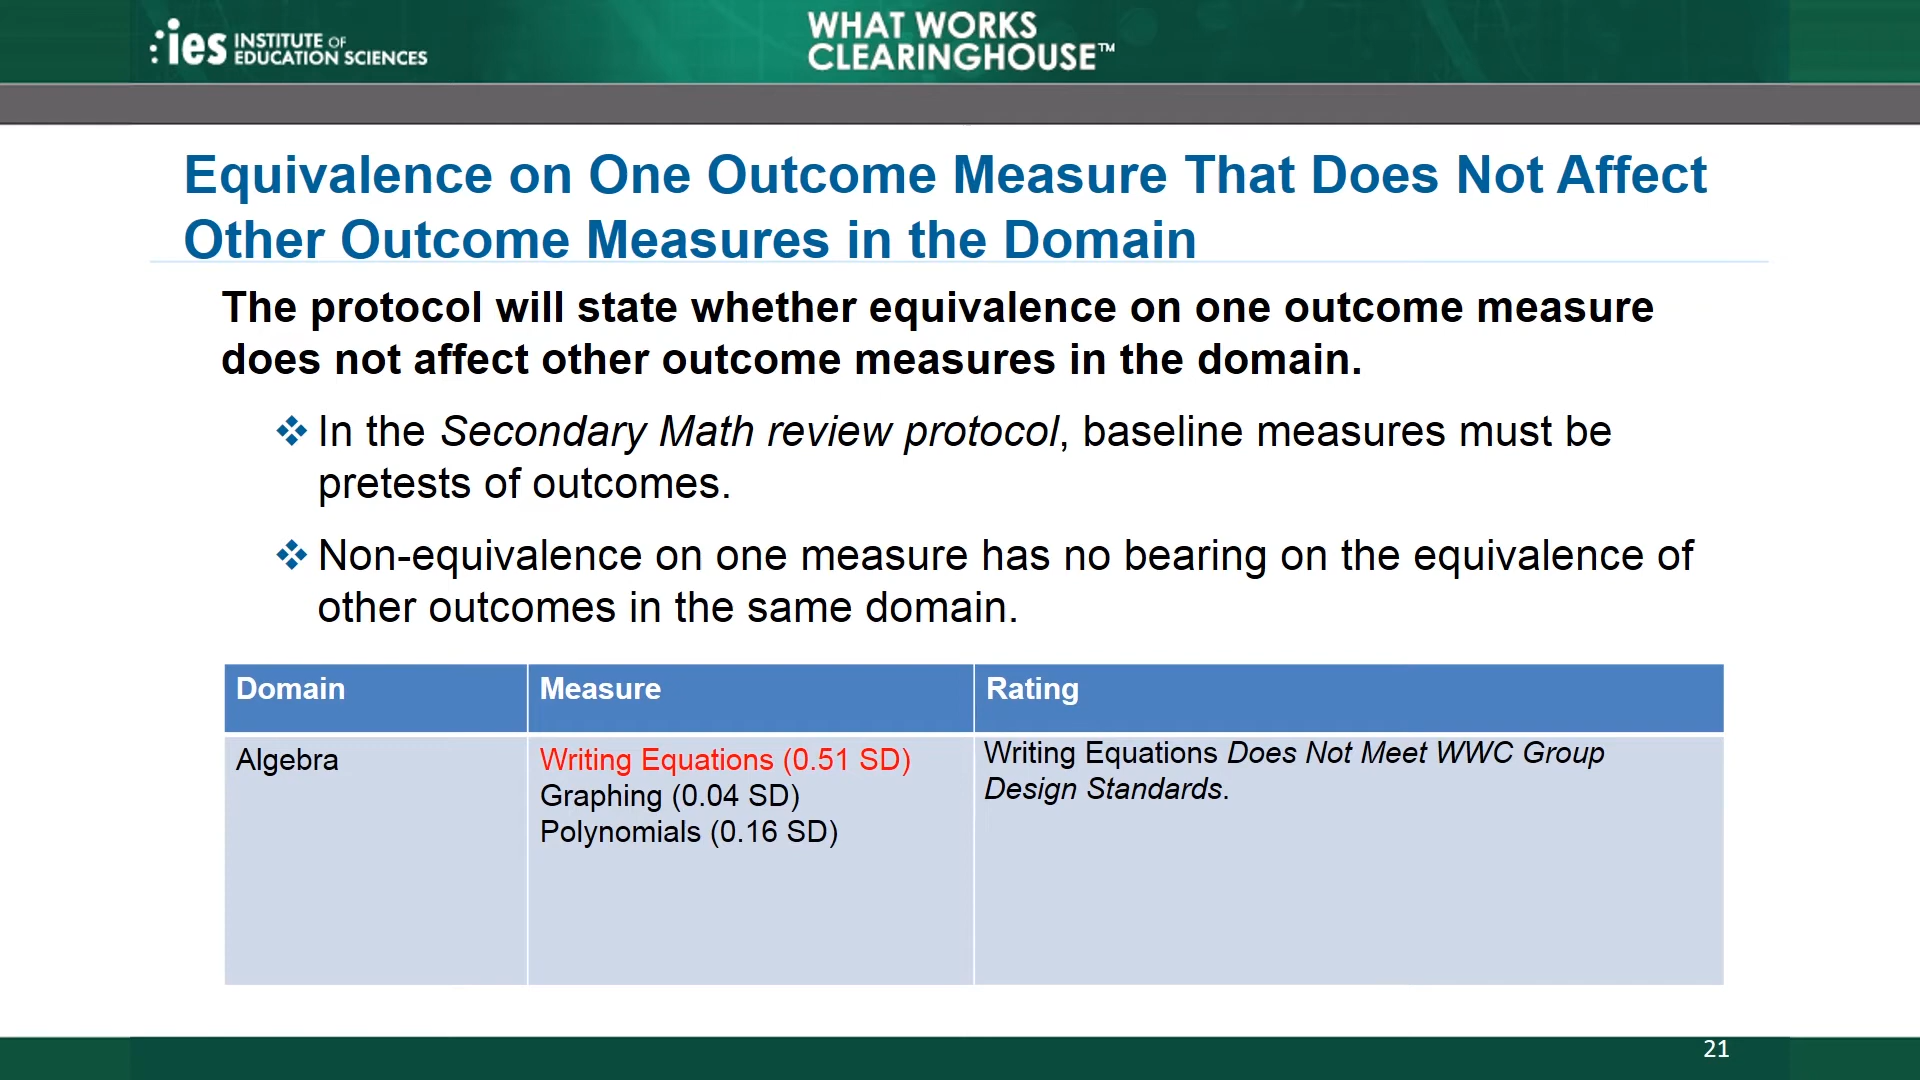 ies INSTITUTE OF
EDUCATION SCIENCES
WHAT WORKS
CLEARINGHOUSE™
Equivalence on One Outcome Measure That Does Not Affect
Other Outcome Measures in the Domain
The protocol will state whether equivalence on one outcome measure
does not affect other outcome measures in the domain.
❖ In the Secondary Math review protocol, baseline measures must be
pretests of outcomes.
❖ Non-equivalence on one measure has no bearing on the equivalence of
other outcomes in the same domain.
Domain Measure Rating
Algebra
Writing Equations (0.51 SD)
Graphing (0.04 SD)
Polynomials (0.16 SD)
Writing Equations Does Not Meet WWC Group
Design Standards.
21